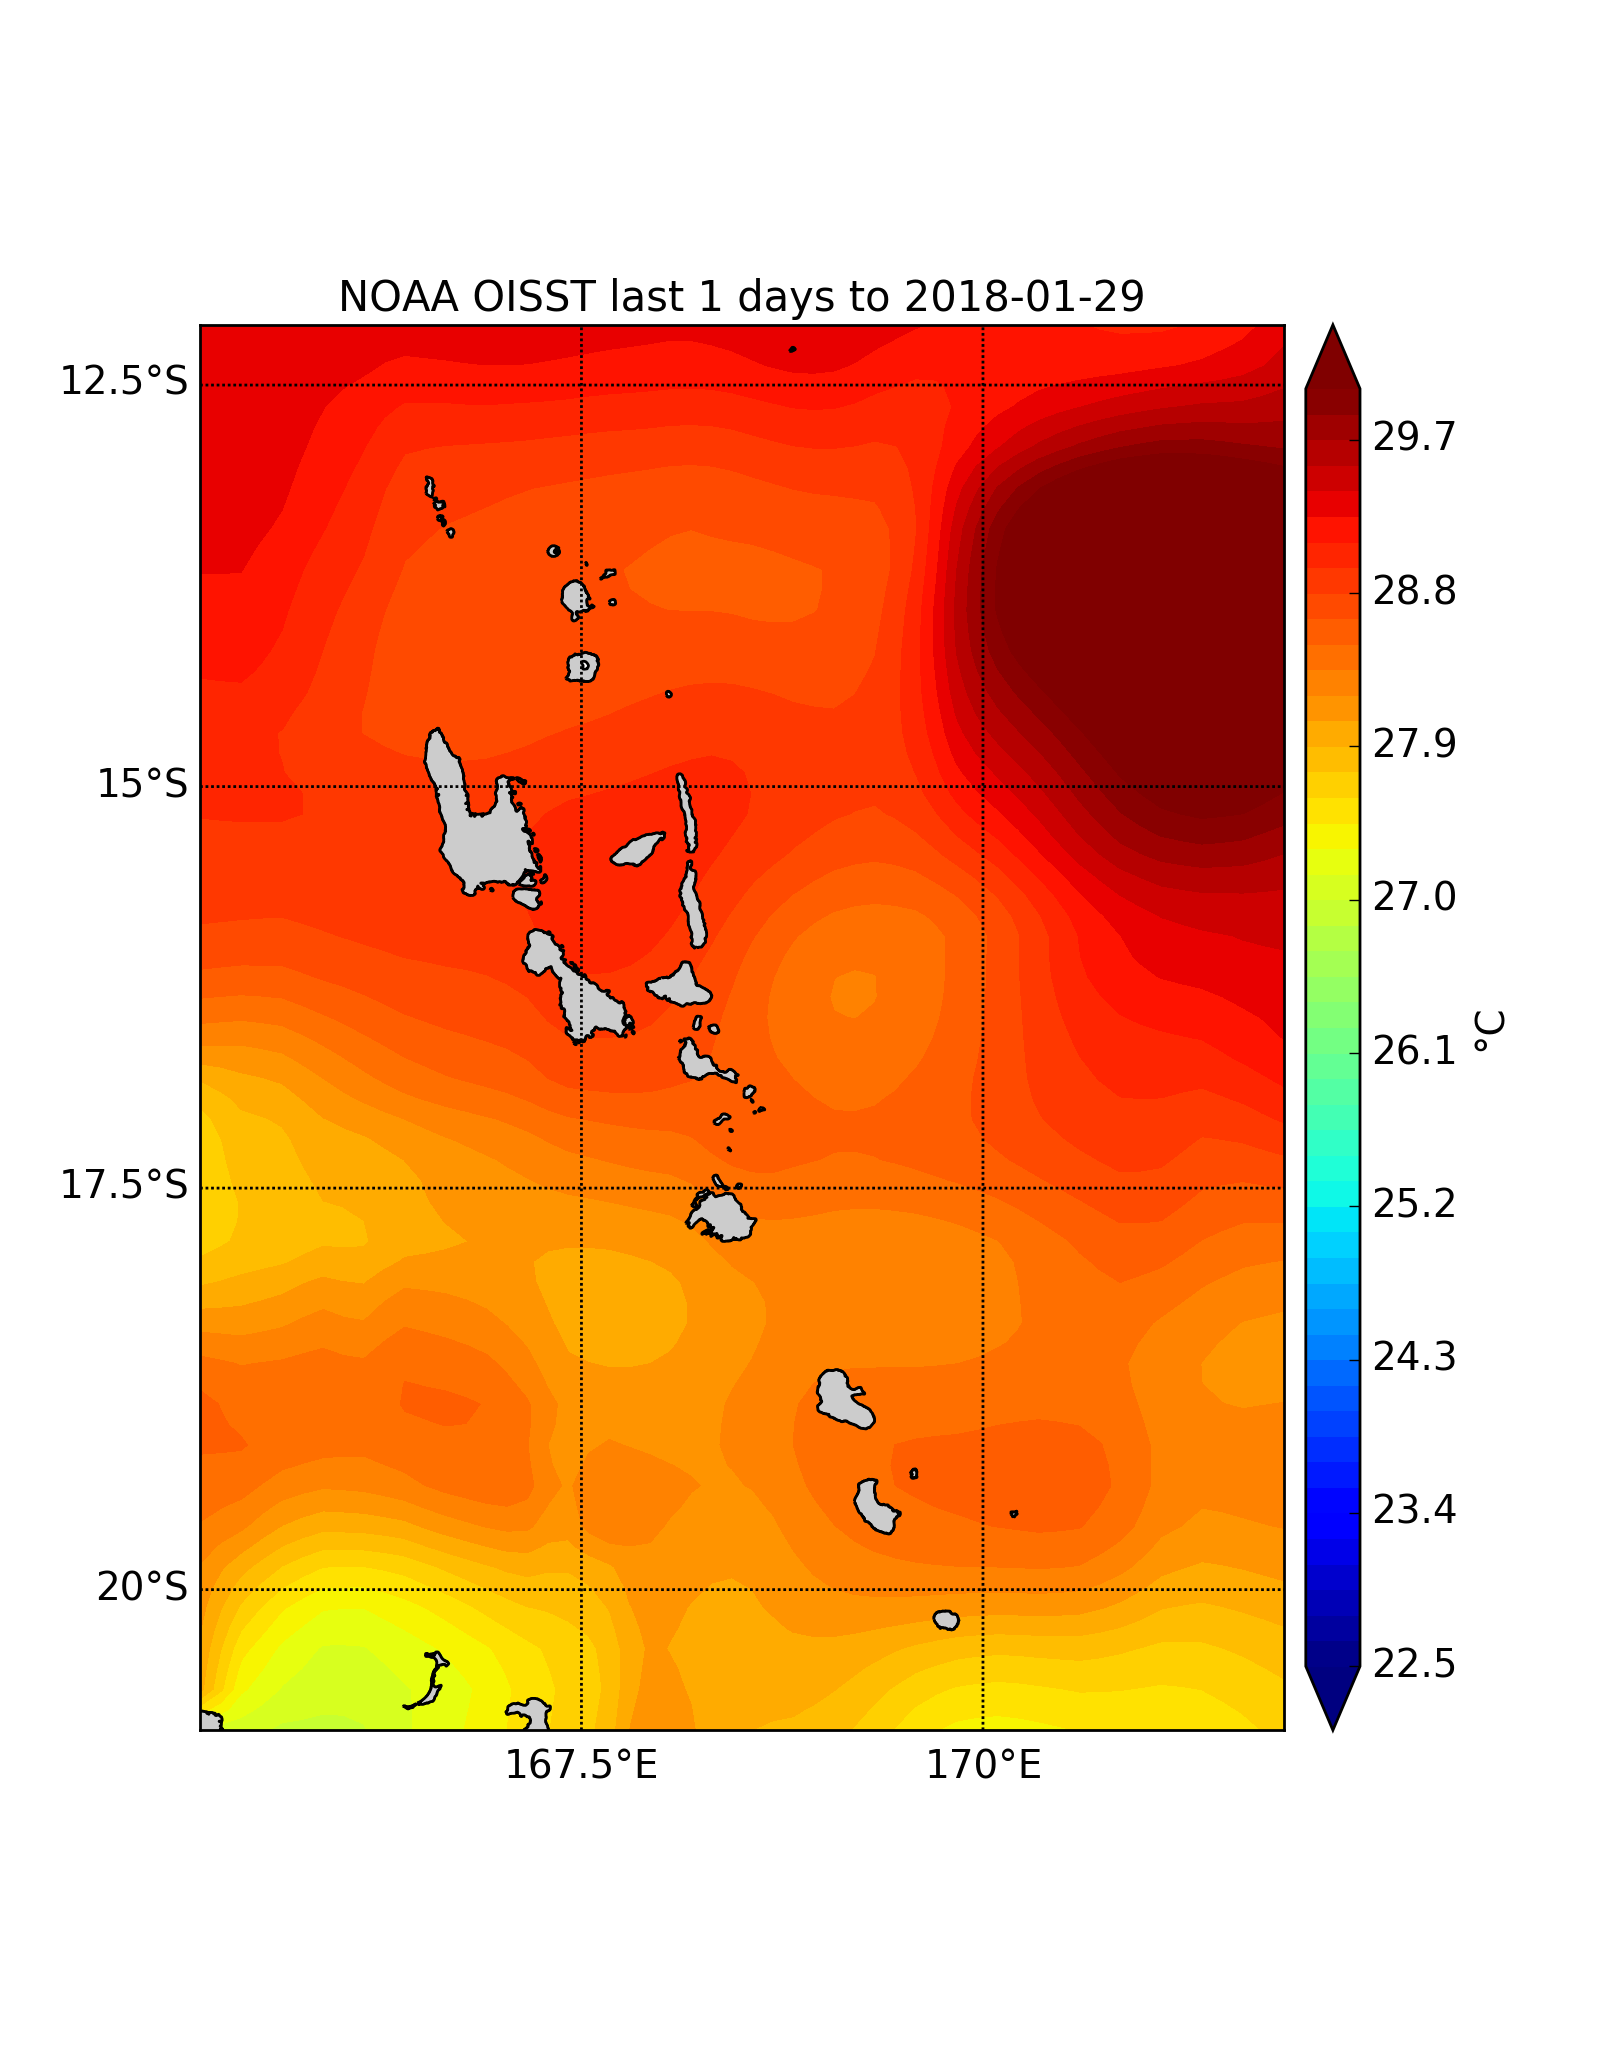 NOAA OISST last 1 days to 2018-01-29
12.5°S
15°S
17.5°S
20°S
167.5°E
170°E
29.7
28.8
27.9
27.0
26.1
25.2
24.3
23.4
22.5
°C